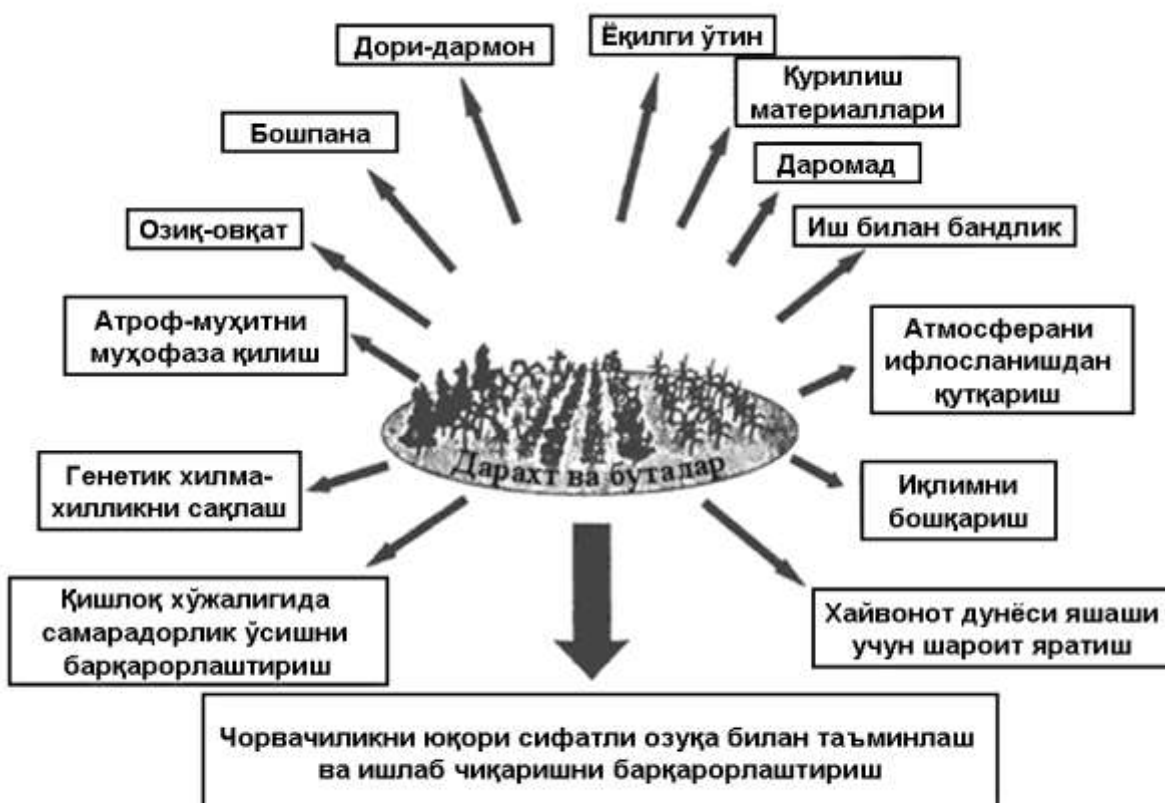 Дори-дармон
Ёқилги ўтин
Қурилиш
материаллари
Бошпана
Даромад
Озиқ-овқат
Иш билан бандлик
Атроф-муҳитни
муҳофаза қилиш
Атмосферани
ифлосланишдан
қутқариш
Дарахт ва буталар
Генетик хилма-
хилликни сақлаш
Иқлимни
бошқариш
Қишлоқ хўжалигида
самарадорлик ўсишни
барқарорлаштириш
Хайвонот дунёси яшаши
учун шароит яратиш
Чорвачиликни юқори сифатли озуқа билан таъминлаш
ва ишлаб чиқаришни барқарорлаштириш